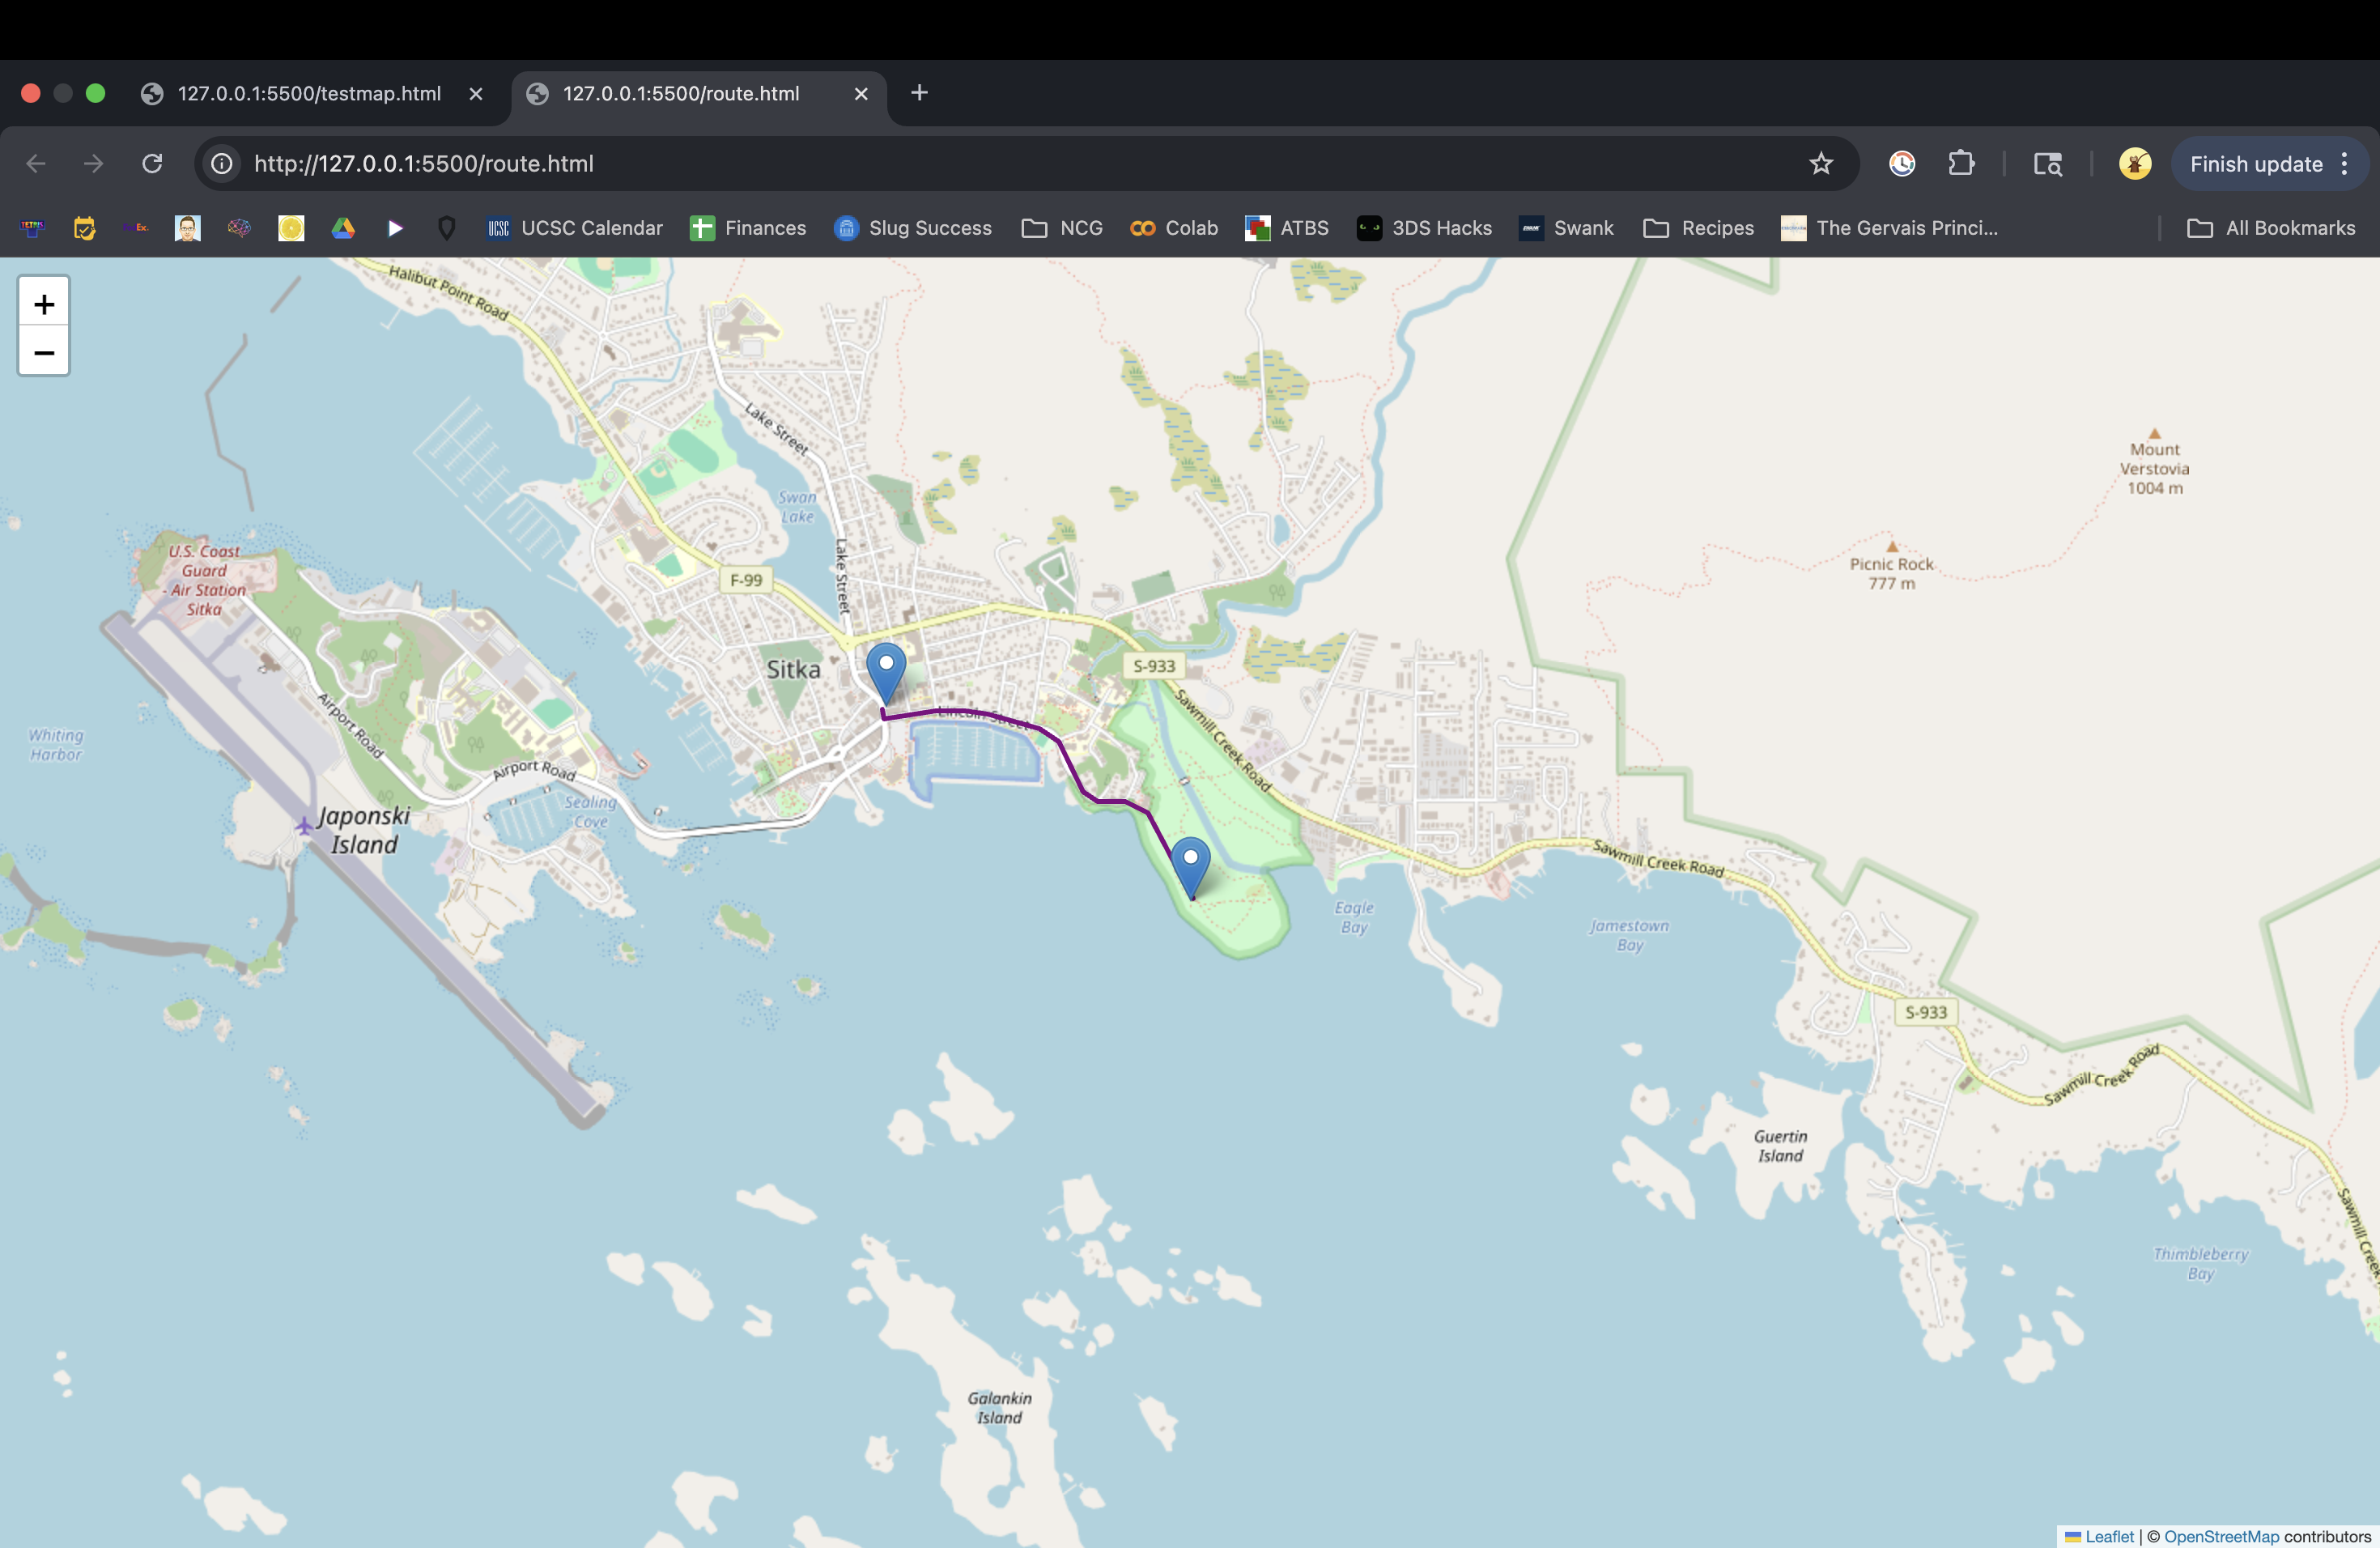 127.0.0.1:5500/testmap.html
127.0.0.1:5500/route.html
http://127.0.0.1:5500/route.html
Finish update
TETRIS
FedEx
UCSC
UCSC Calendar
Finances
Slug Success
NCG
Colab
ATBS
3DS Hacks
Swank
Recipes
The Gervais Princi...
All Bookmarks
+
−
Halibut Point Road
Lake Street
Swan
Lake
Lake Street
Mount
Verstovia
1004 m
Picnic Rock
777 m
U.S. Coast
Guard
- Air Station
Sitka
F-99
Sitka
S-933
Lincoln Street
Sawmill Creek Road
Whiting
Harbor
Airport Road
Airport Road
Sealing
Cove
Japonski
Island
Sawmill Creek Road
Eagle
Bay
Jamestown
Bay
S-933
Sawmill Creek Road
Guertin
Island
Sawmill Creek
Thimbleberry
Bay
Galankin
Island
Leaflet | © OpenStreetMap contributors